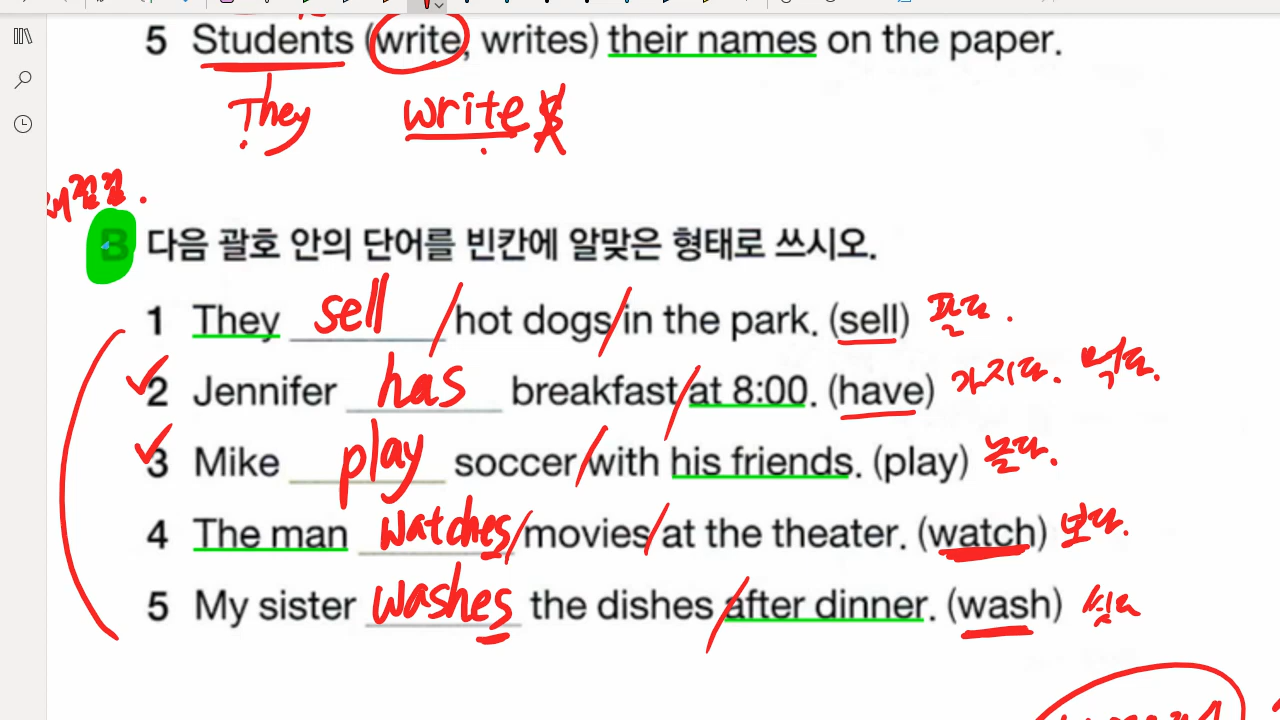 5 Students (write, writes) their names on the paper.
They write s
B 다음 괄호 안의 단어를 빈칸에 알맞은 형태로 쓰시오.
1 They sell hot dogs in the park. (sell) 판다.
2 Jennifer has breakfast at 8:00. (have) 가지다. 먹다.
3 Mike play soccer with his friends. (play) 놀다.
4 The man watches movies at the theater. (watch) 보다.
5 My sister washes the dishes after dinner. (wash) 씻다